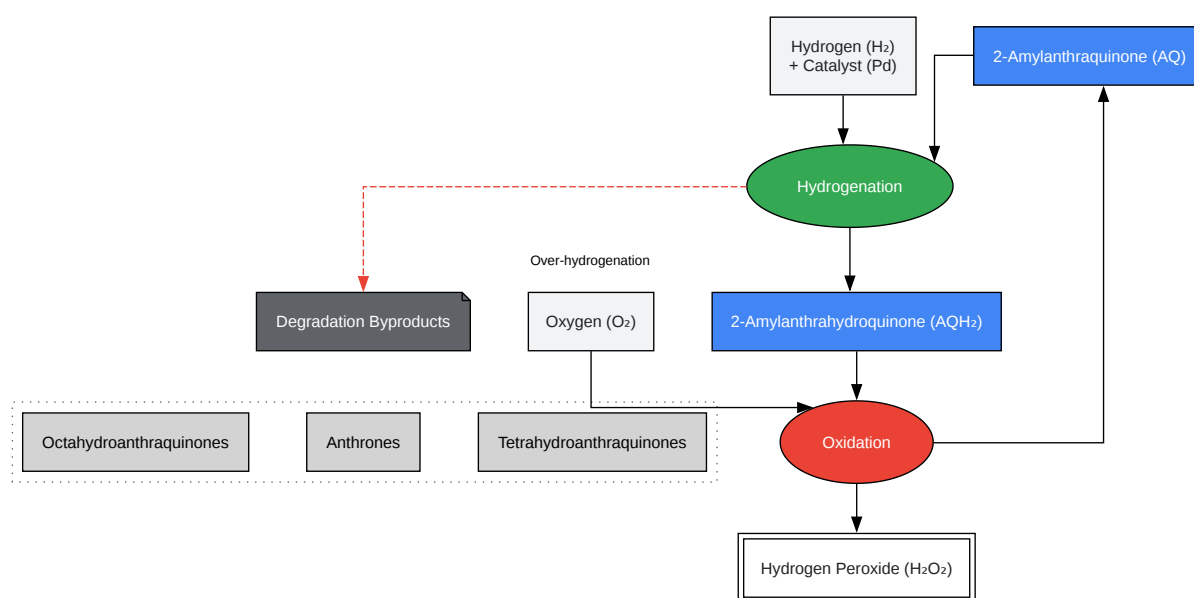 Hydrogen (H₂)
+ Catalyst (Pd)
2-Amylanthraquinone (AQ)
Hydrogenation
Over-hydrogenation
Degradation Byproducts
Oxygen (O₂)
2-Amylanthrahydroquinone (AQH₂)
Octahydroanthraquinones
Anthrones
Tetrahydroanthraquinones
Oxidation
Hydrogen Peroxide (H₂O₂)